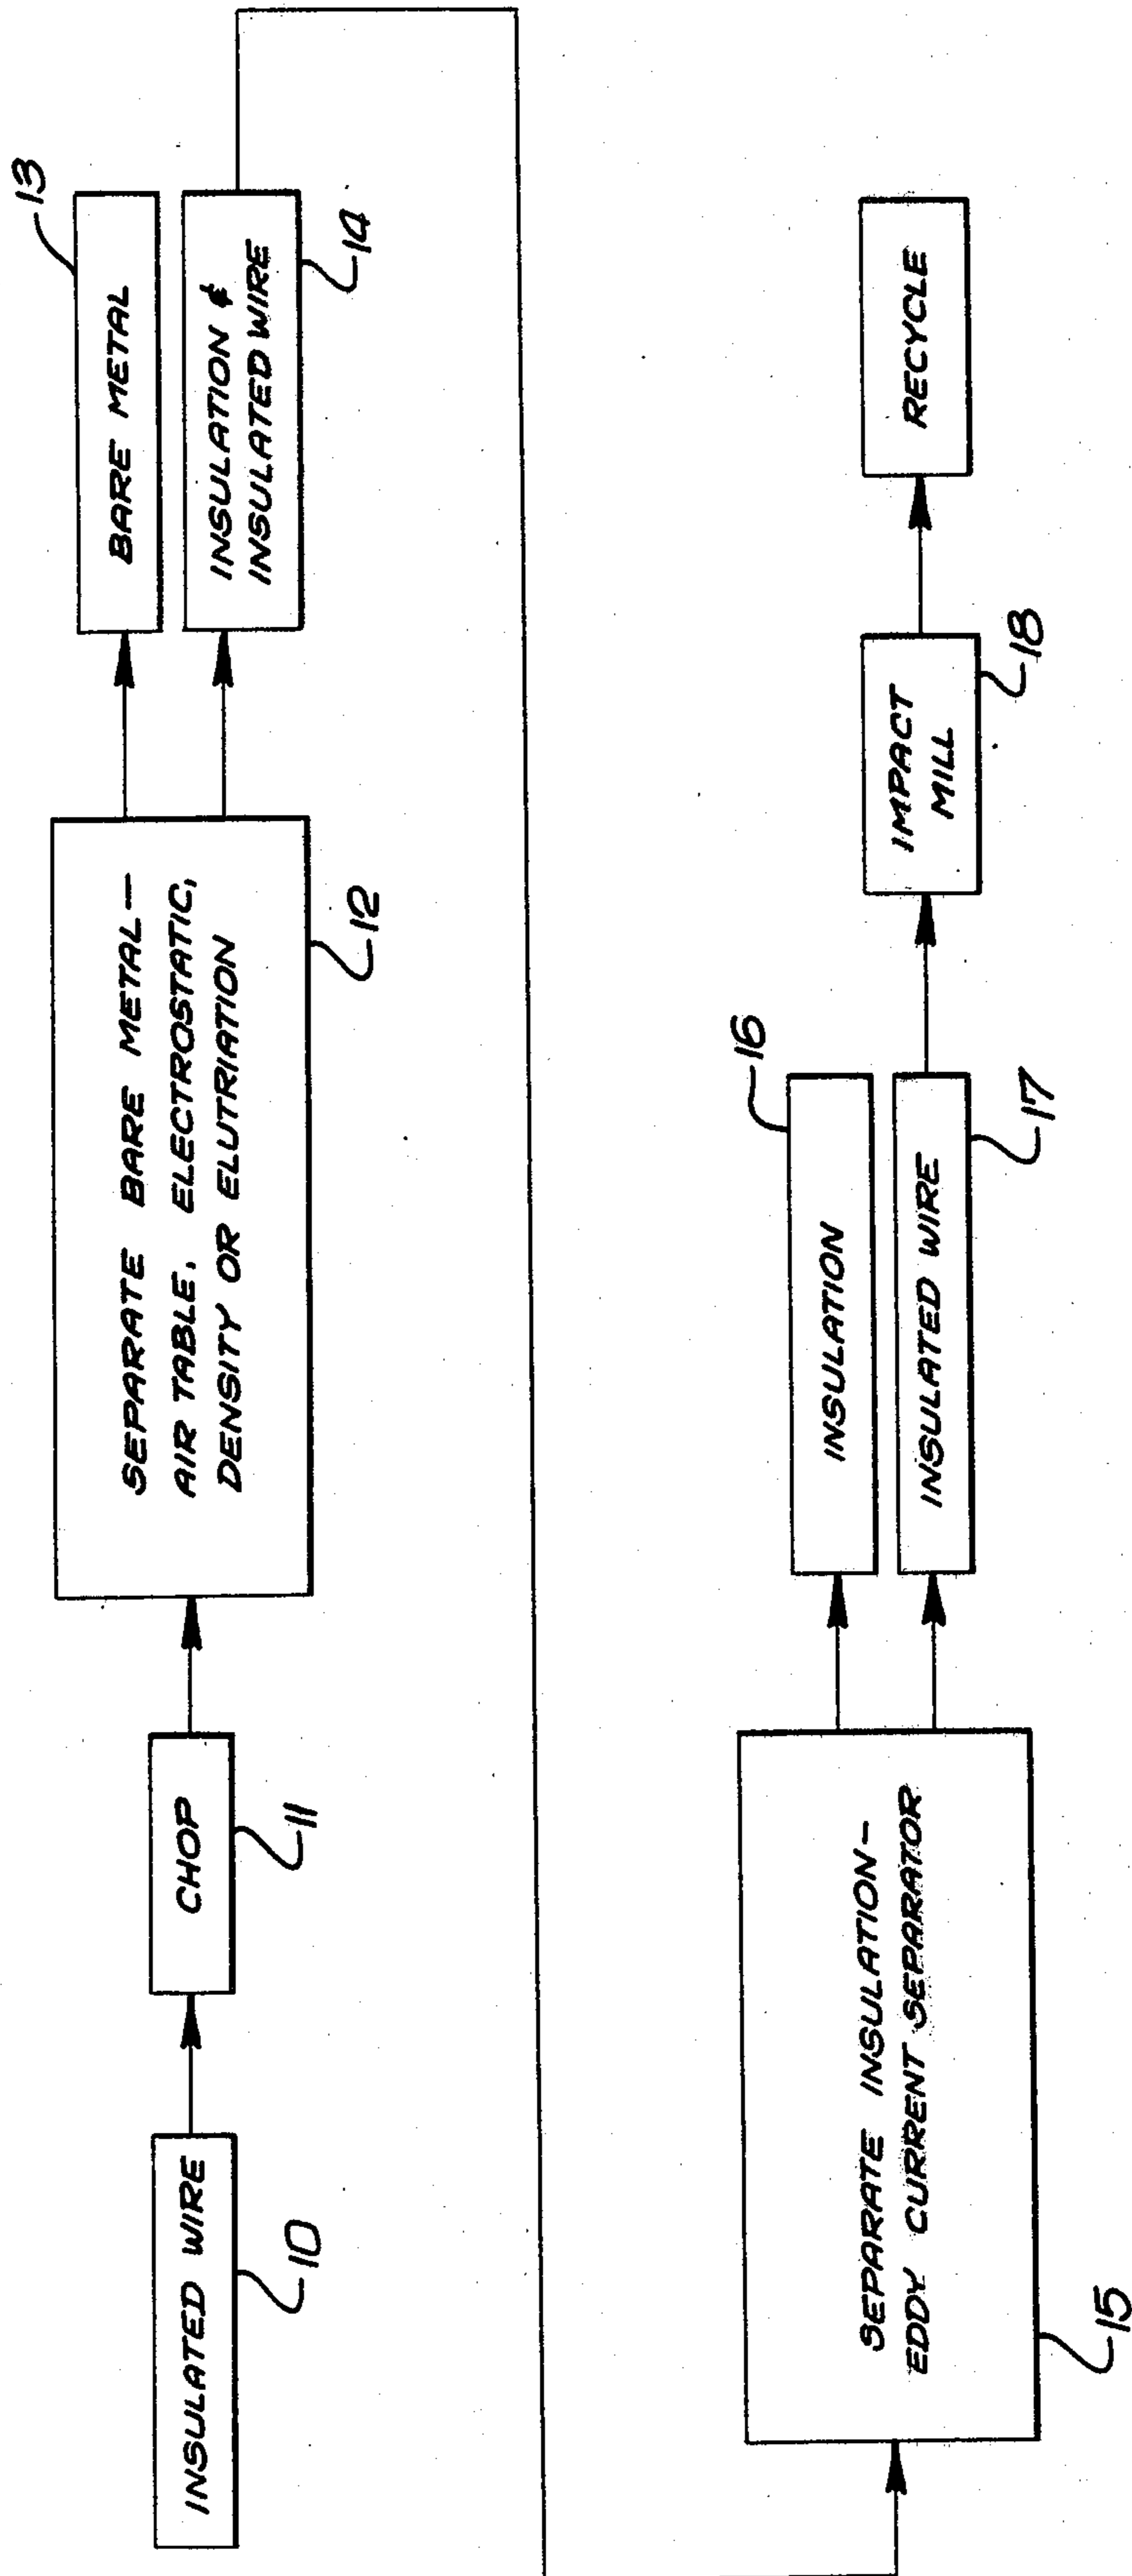 INSULATED WIRE
10
CHOP
11
SEPARATE BARE METAL—
AIR TABLE, ELECTROSTATIC,
DENSITY OR ELUTRIATION
12
BARE METAL
13
INSULATION &
INSULATED WIRE
14
SEPARATE INSULATION-
EDDY CURRENT SEPARATOR
15
INSULATION
16
INSULATED WIRE
17
IMPACT
MILL
18
RECYCLE